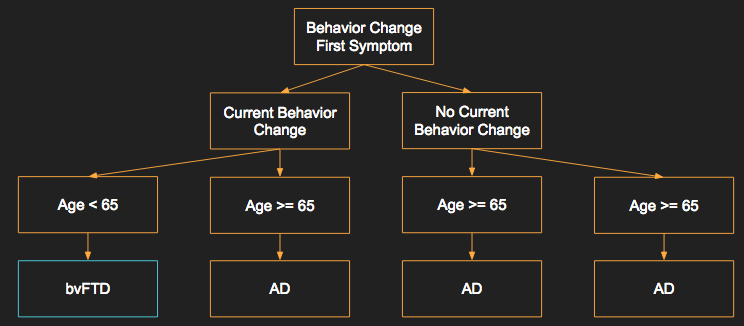 Behavior Change
First Symptom
Current Behavior
Change
No Current
Behavior Change
Age < 65
Age >= 65
Age >= 65
Age >= 65
bvFTD
AD
AD
AD